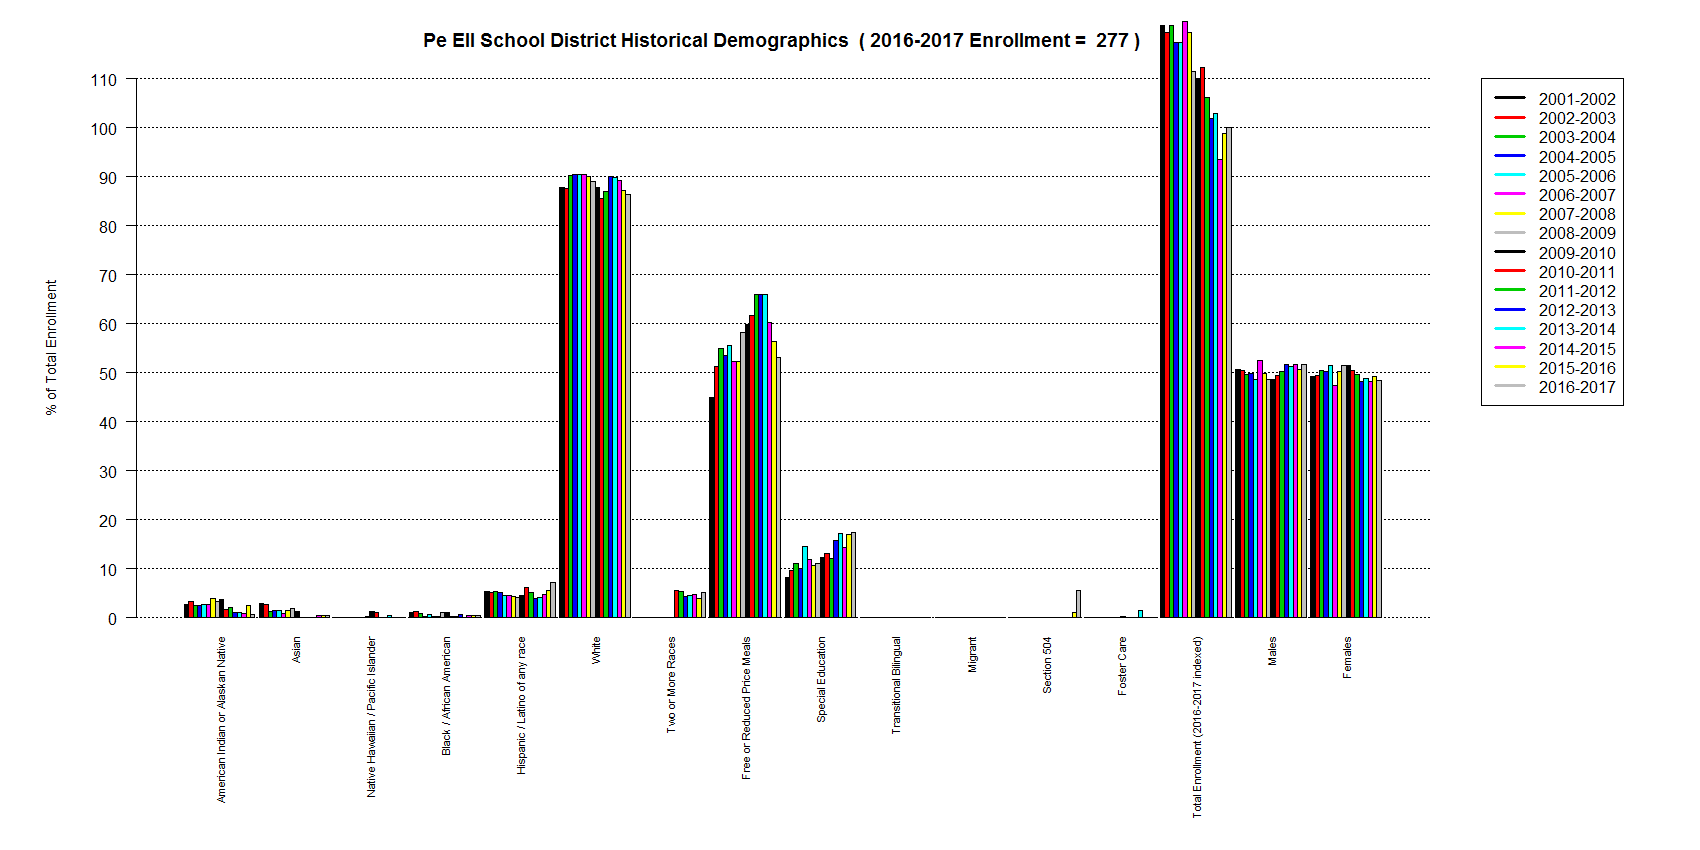 Pe Ell School District Historical Demographics ( 2016-2017 Enrollment = 277 )
% of Total Enrollment
110
100
90
80
70
60
50
40
30
20
10
0
American Indian or Alaskan Native
Asian
Native Hawaiian / Pacific Islander
Black / African American
Hispanic / Latino of any race
White
Two or More Races
Free or Reduced Price Meals
Special Education
Transitional Bilingual
Migrant
Section 504
Foster Care
Total Enrollment (2016-2017 indexed)
Males
Females
2001-2002
2002-2003
2003-2004
2004-2005
2005-2006
2006-2007
2007-2008
2008-2009
2009-2010
2010-2011
2011-2012
2012-2013
2013-2014
2014-2015
2015-2016
2016-2017